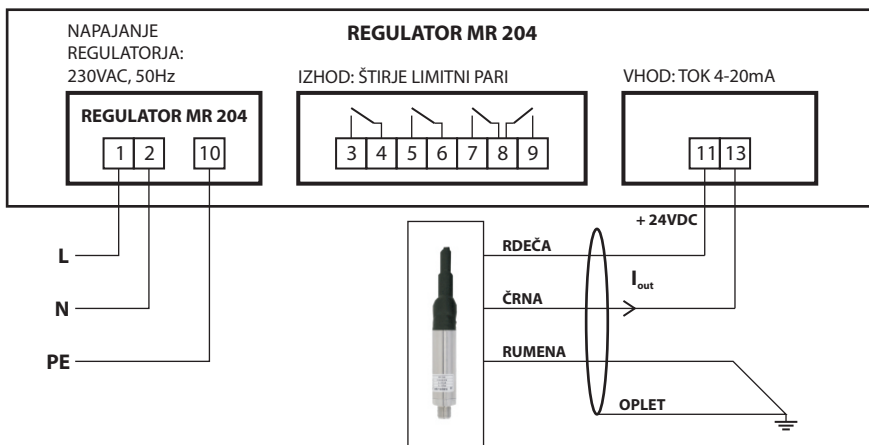 NAPAJANJE
REGULATORJA:
230VAC, 50Hz
REGULATOR MR 204
IZHOD: ŠTIRJE LIMITNI PARI
VHOD: TOK 4-20mA
REGULATOR MR 204
1 2 10
3 4 5 6 7 8 9
11 13
+ 24VDC
L
N
PE
RDEČA
ČRNA
RUMENA
OPLET
Iout